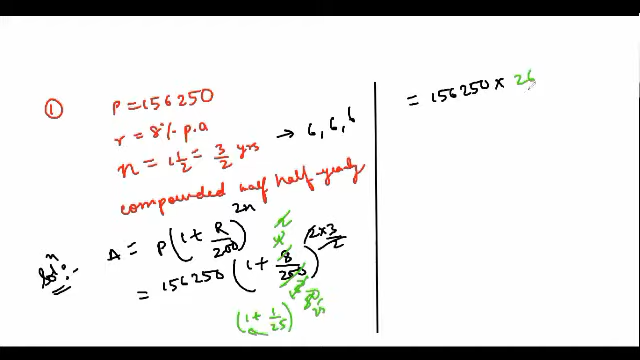 ① P = 156250
r = 8% p.a
n = 1 1/2 = 3/2 yrs → 6, 6, 6
compounded half-yearly
Sol^n:- A = P(1 + R/200)^2n
= 156250 (1 + 8/200)^2×3/2
(1 + 1/25)
= 156250 × 26